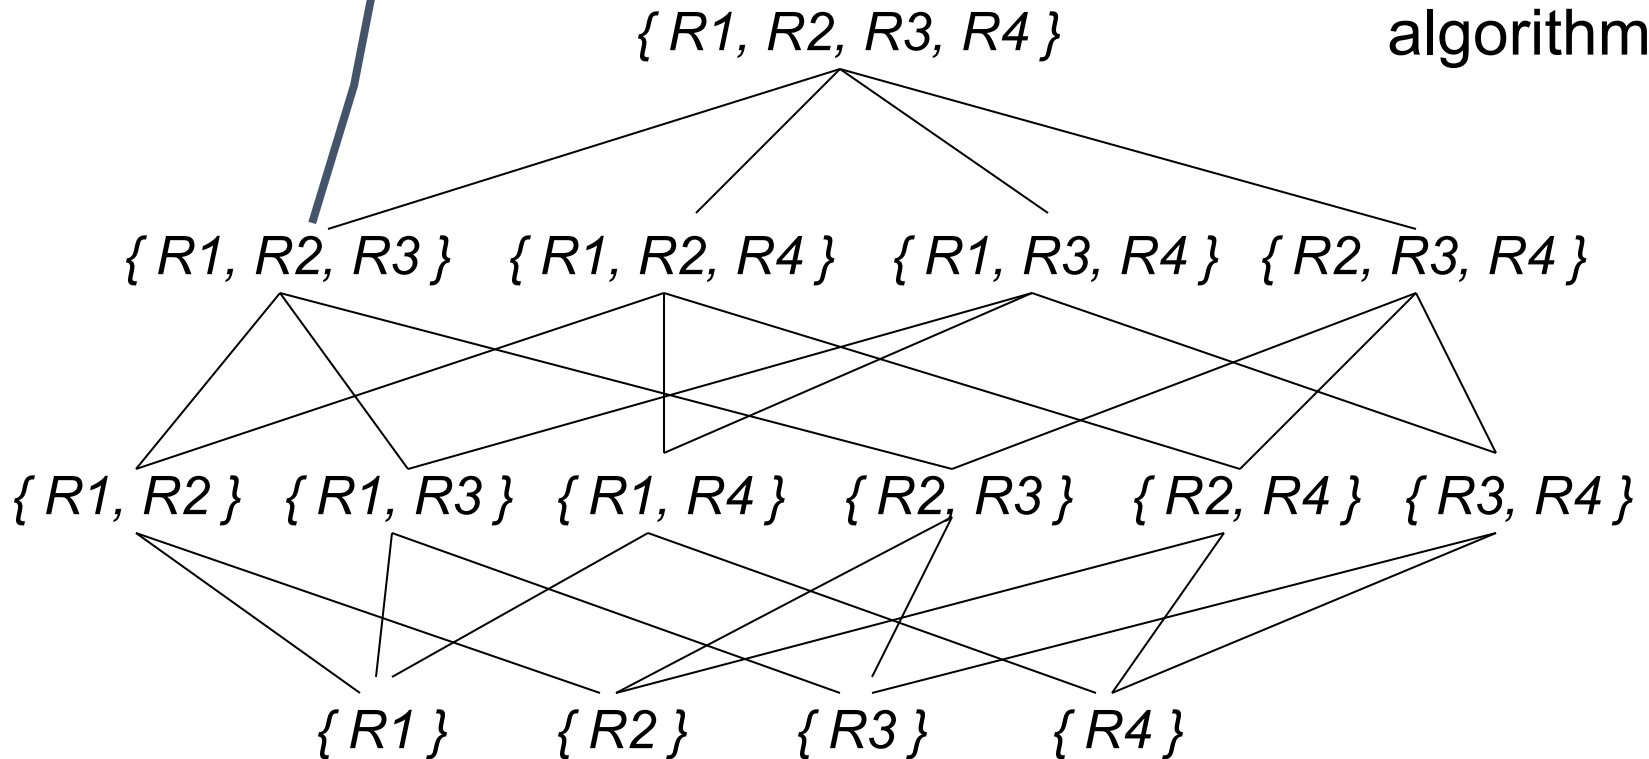 { R1, R2, R3, R4 }
algorithm
{ R1, R2, R3 } { R1, R2, R4 } { R1, R3, R4 } { R2, R3, R4 }
{ R1, R2 } { R1, R3 } { R1, R4 } { R2, R3 } { R2, R4 } { R3, R4 }
{ R1 } { R2 } { R3 } { R4 }